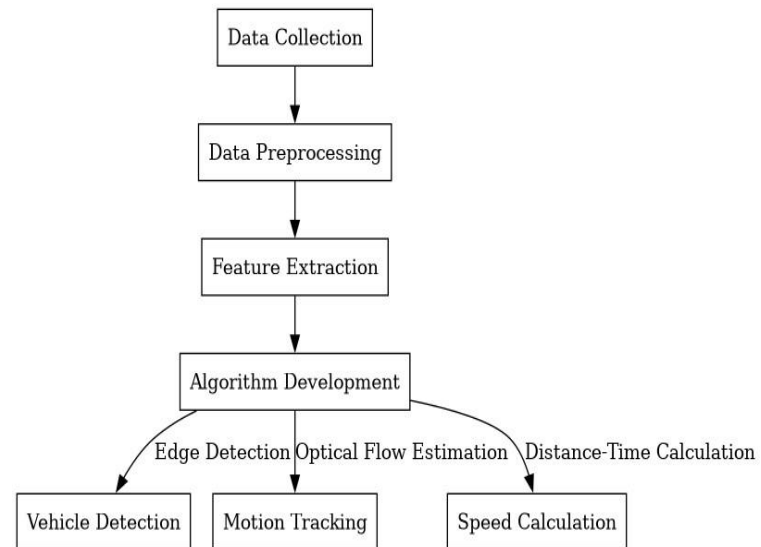 Data Collection
Data Preprocessing
Feature Extraction
Algorithm Development
Edge Detection
Optical Flow Estimation
Distance-Time Calculation
Vehicle Detection
Motion Tracking
Speed Calculation